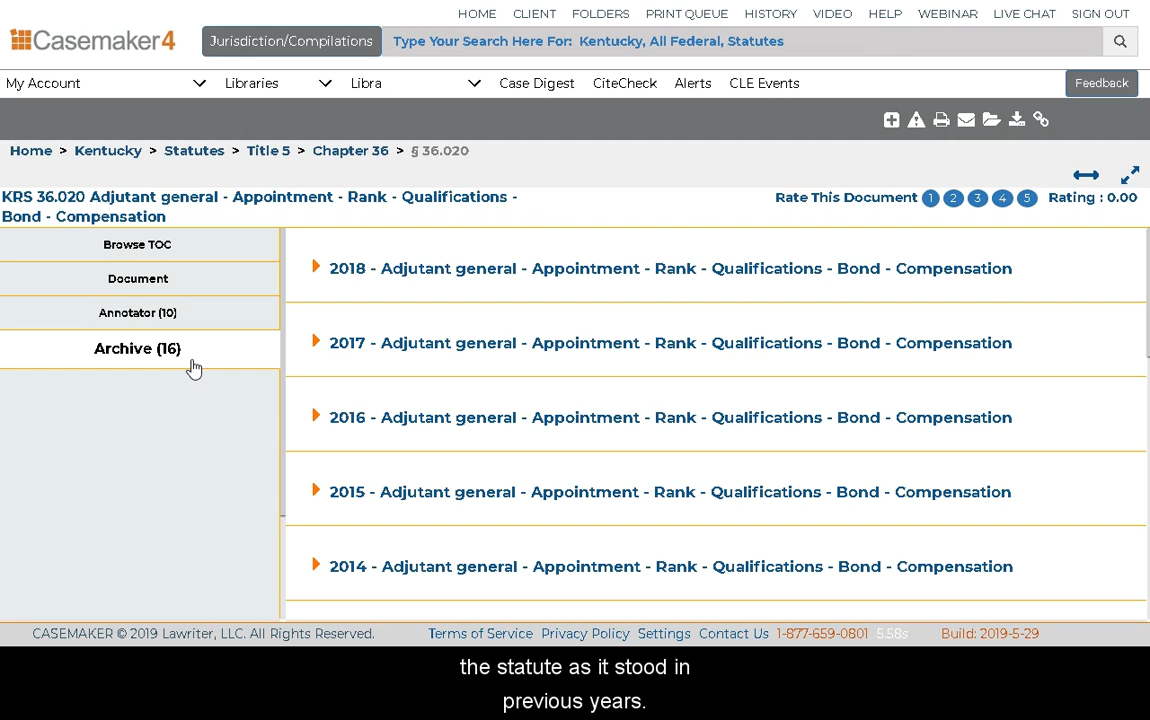 HOME CLIENT FOLDERS PRINT QUEUE HISTORY VIDEO HELP WEBINAR LIVE CHAT SIGN OUT
Casemaker4 Jurisdiction/Compilations Type Your Search Here For: Kentucky, All Federal, Statutes
My Account Libraries Libra Case Digest CiteCheck Alerts CLE Events Feedback
Home > Kentucky > Statutes > Title 5 > Chapter 36 > § 36.020
KRS 36.020 Adjutant general - Appointment - Rank - Qualifications -
Bond - Compensation
Rate This Document 1 2 3 4 5 Rating : 0.00
Browse TOC
Document
Annotator (10)
Archive (16)
2018 - Adjutant general - Appointment - Rank - Qualifications - Bond - Compensation
2017 - Adjutant general - Appointment - Rank - Qualifications - Bond - Compensation
2016 - Adjutant general - Appointment - Rank - Qualifications - Bond - Compensation
2015 - Adjutant general - Appointment - Rank - Qualifications - Bond - Compensation
2014 - Adjutant general - Appointment - Rank - Qualifications - Bond - Compensation
CASEMAKER © 2019 Lawriter, LLC. All Rights Reserved. Terms of Service Privacy Policy Settings Contact Us 1-877-659-0801 5.58s Build: 2019-5-29
the statute as it stood in
previous years.